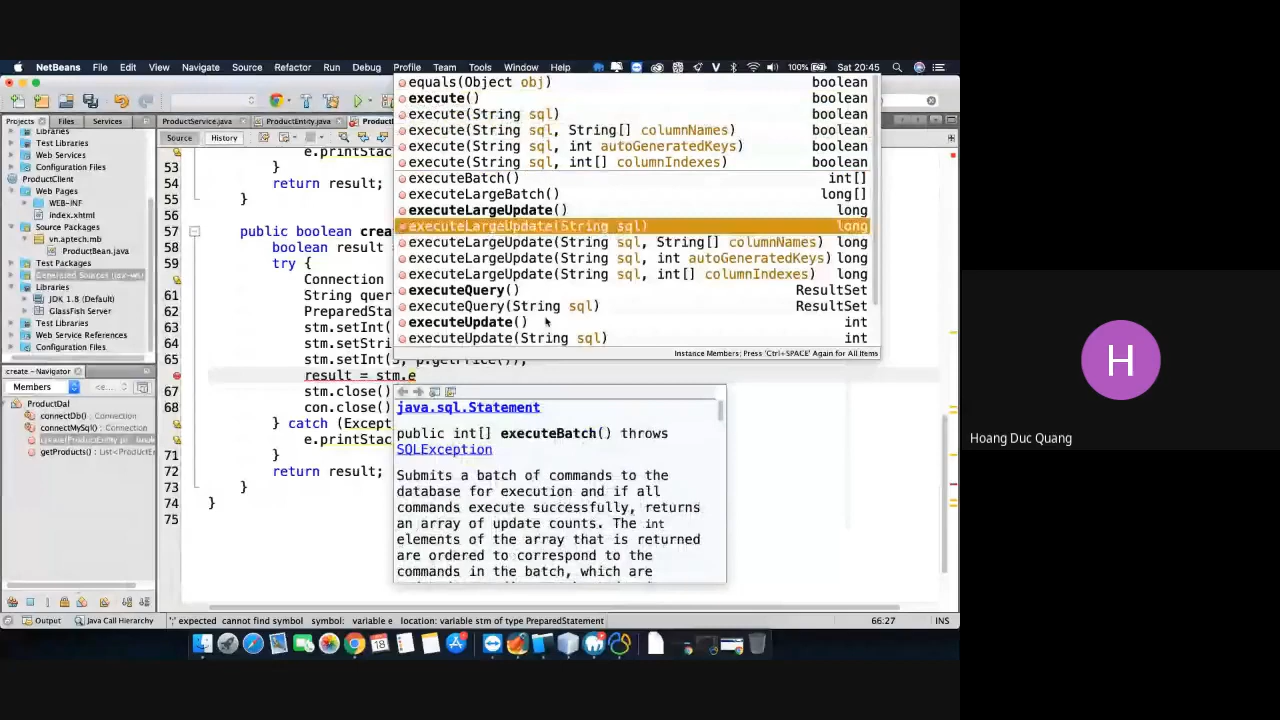 NetBeans File Edit View Navigate Source Refactor Run Debug Profile Team Tools Window Help 100% Sat 20:45
Projects Files Services
ProductService.java ProductEntity.java Product
Source History
Libraries
Test Libraries
Web Services
Configuration Files
ProductClient
Web Pages
WEB-INF
index.xhtml
Source Packages
vn.aptech.mb
ProductBean.java
Test Packages
Generated Sources
Libraries
JDK 1.8 (Default)
GlassFish Server
Test Libraries
Web Service References
Configuration Files
create - Navigator
Members
ProductDal
connectDb() : Connection
connectMySql() : Connection
getProducts() : List<
e.printStac
53 }
54 return result;
55 }
57 public boolean crea
58 boolean result
59 try {
Connection
61 String quer
62 PreparedSta
63 stm.setInt(
64 stm.setStri
65 stm.setInt(3, p.getPrice());
result = stm.e
67 stm.close()
68 con.close()
} catch (Except
e.printStac
71 }
72 return result;
73 }
74 }
75
equals(Object obj) boolean
execute() boolean
execute(String sql) boolean
execute(String sql, String[] columnNames) boolean
execute(String sql, int autoGeneratedKeys) boolean
execute(String sql, int[] columnIndexes) boolean
executeBatch() int[]
executeLargeBatch() long[]
executeLargeUpdate() long
executeLargeUpdate(String sql) long
executeLargeUpdate(String sql, String[] columnNames) long
executeLargeUpdate(String sql, int autoGeneratedKeys) long
executeLargeUpdate(String sql, int[] columnIndexes) long
executeQuery() ResultSet
executeQuery(String sql) ResultSet
executeUpdate() int
executeUpdate(String sql) int
Instance Members; Press 'Ctrl+SPACE' Again for All Items
java.sql.Statement
public int[] executeBatch() throws
SQLException
Submits a batch of commands to the
database for execution and if all
commands execute successfully, returns
an array of update counts. The int
elements of the array that is returned
are ordered to correspond to the
commands in the batch, which are
Output Java Call Hierarchy
';' expected cannot find symbol symbol: variable e location: variable stm of type PreparedStatement 66:27 INS
18
H
Hoang Duc Quang